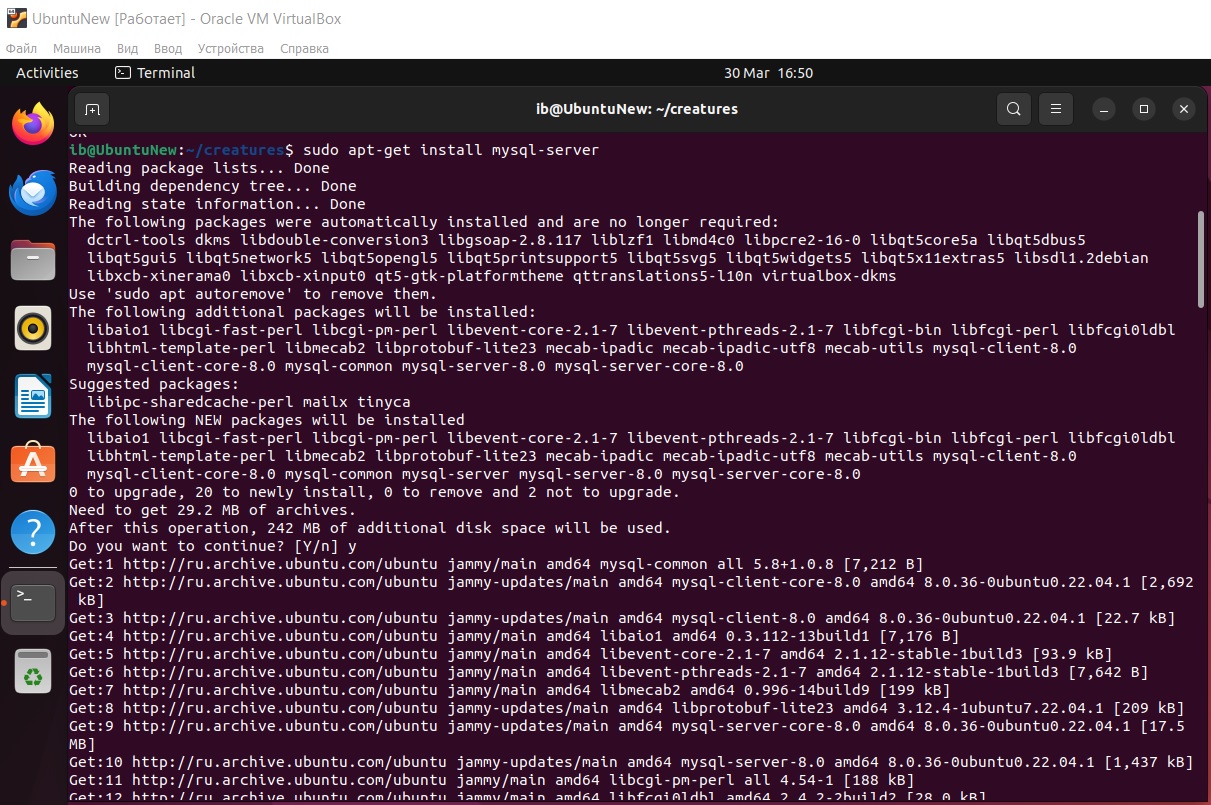 UbuntuNew [Работает] - Oracle VM VirtualBox
Файл Машина Вид Ввод Устройства Справка
Activities Terminal 30 Mar 16:50
ib@UbuntuNew: ~/creatures
OK
ib@UbuntuNew:~/creatures$ sudo apt-get install mysql-server
Reading package lists... Done
Building dependency tree... Done
Reading state information... Done
The following packages were automatically installed and are no longer required:
  dctrl-tools dkms libdouble-conversion3 libgsoap-2.8.117 liblzf1 libmd4c0 libpcre2-16-0 libqt5core5a libqt5dbus5
  libqt5gui5 libqt5network5 libqt5opengl5 libqt5printsupport5 libqt5svg5 libqt5widgets5 libqt5x11extras5 libsdl1.2debian
  libxcb-xinerama0 libxcb-xinput0 qt5-gtk-platformtheme qttranslations5-l10n virtualbox-dkms
Use 'sudo apt autoremove' to remove them.
The following additional packages will be installed:
  libaio1 libcgi-fast-perl libcgi-pm-perl libevent-core-2.1-7 libevent-pthreads-2.1-7 libfcgi-bin libfcgi-perl libfcgi0ldbl
  libhtml-template-perl libmecab2 libprotobuf-lite23 mecab-ipadic mecab-ipadic-utf8 mecab-utils mysql-client-8.0
  mysql-client-core-8.0 mysql-common mysql-server-8.0 mysql-server-core-8.0
Suggested packages:
  libipc-sharedcache-perl mailx tinyca
The following NEW packages will be installed
  libaio1 libcgi-fast-perl libcgi-pm-perl libevent-core-2.1-7 libevent-pthreads-2.1-7 libfcgi-bin libfcgi-perl libfcgi0ldbl
  libhtml-template-perl libmecab2 libprotobuf-lite23 mecab-ipadic mecab-ipadic-utf8 mecab-utils mysql-client-8.0
  mysql-client-core-8.0 mysql-common mysql-server mysql-server-8.0 mysql-server-core-8.0
0 to upgrade, 20 to newly install, 0 to remove and 2 not to upgrade.
Need to get 29.2 MB of archives.
After this operation, 242 MB of additional disk space will be used.
Do you want to continue? [Y/n] y
Get:1 http://ru.archive.ubuntu.com/ubuntu jammy/main amd64 mysql-common all 5.8+1.0.8 [7,212 B]
Get:2 http://ru.archive.ubuntu.com/ubuntu jammy-updates/main amd64 mysql-client-core-8.0 amd64 8.0.36-0ubuntu0.22.04.1 [2,692
 kB]
Get:3 http://ru.archive.ubuntu.com/ubuntu jammy-updates/main amd64 mysql-client-8.0 amd64 8.0.36-0ubuntu0.22.04.1 [22.7 kB]
Get:4 http://ru.archive.ubuntu.com/ubuntu jammy/main amd64 libaio1 amd64 0.3.112-13build1 [7,176 B]
Get:5 http://ru.archive.ubuntu.com/ubuntu jammy/main amd64 libevent-core-2.1-7 amd64 2.1.12-stable-1build3 [93.9 kB]
Get:6 http://ru.archive.ubuntu.com/ubuntu jammy/main amd64 libevent-pthreads-2.1-7 amd64 2.1.12-stable-1build3 [7,642 B]
Get:7 http://ru.archive.ubuntu.com/ubuntu jammy/main amd64 libmecab2 amd64 0.996-14build9 [199 kB]
Get:8 http://ru.archive.ubuntu.com/ubuntu jammy/main amd64 libprotobuf-lite23 amd64 3.12.4-1ubuntu7.22.04.1 [209 kB]
Get:9 http://ru.archive.ubuntu.com/ubuntu jammy-updates/main amd64 mysql-server-core-8.0 amd64 8.0.36-0ubuntu0.22.04.1 [17.5
MB]
Get:10 http://ru.archive.ubuntu.com/ubuntu jammy-updates/main amd64 mysql-server-8.0 amd64 8.0.36-0ubuntu0.22.04.1 [1,437 kB]
Get:11 http://ru.archive.ubuntu.com/ubuntu jammy/main amd64 libcgi-pm-perl all 4.54-1 [188 kB]
Get:12 http://ru.archive.ubuntu.com/ubuntu jammy/main amd64 libfcgi0ldbl amd64 2.4.2-2build2 [28.0 kB]